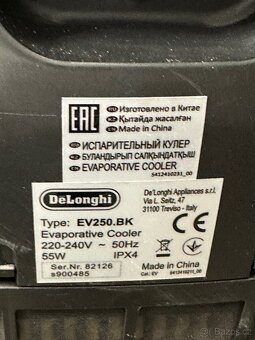 EAC
Изготовлено в Китае
Қытайда жасалған
Made in China
ИСПАРИТЕЛЬНЫЙ КУЛЕР
БУЛАНДЫРЫП САЛҚЫНДАТҚЫШ
EVAPORATIVE COOLER
5412410231_00
DeLonghi
Type: EV250.BK
Evaporative Cooler
220-240V ~ 50Hz
55W IPX4
Ser.Nr. 82126
s900485
De'Longhi Appliances s.r.l.
Via L. Seitz, 47
31100 Treviso - Italy
CE
Made in China
Cal.: EV